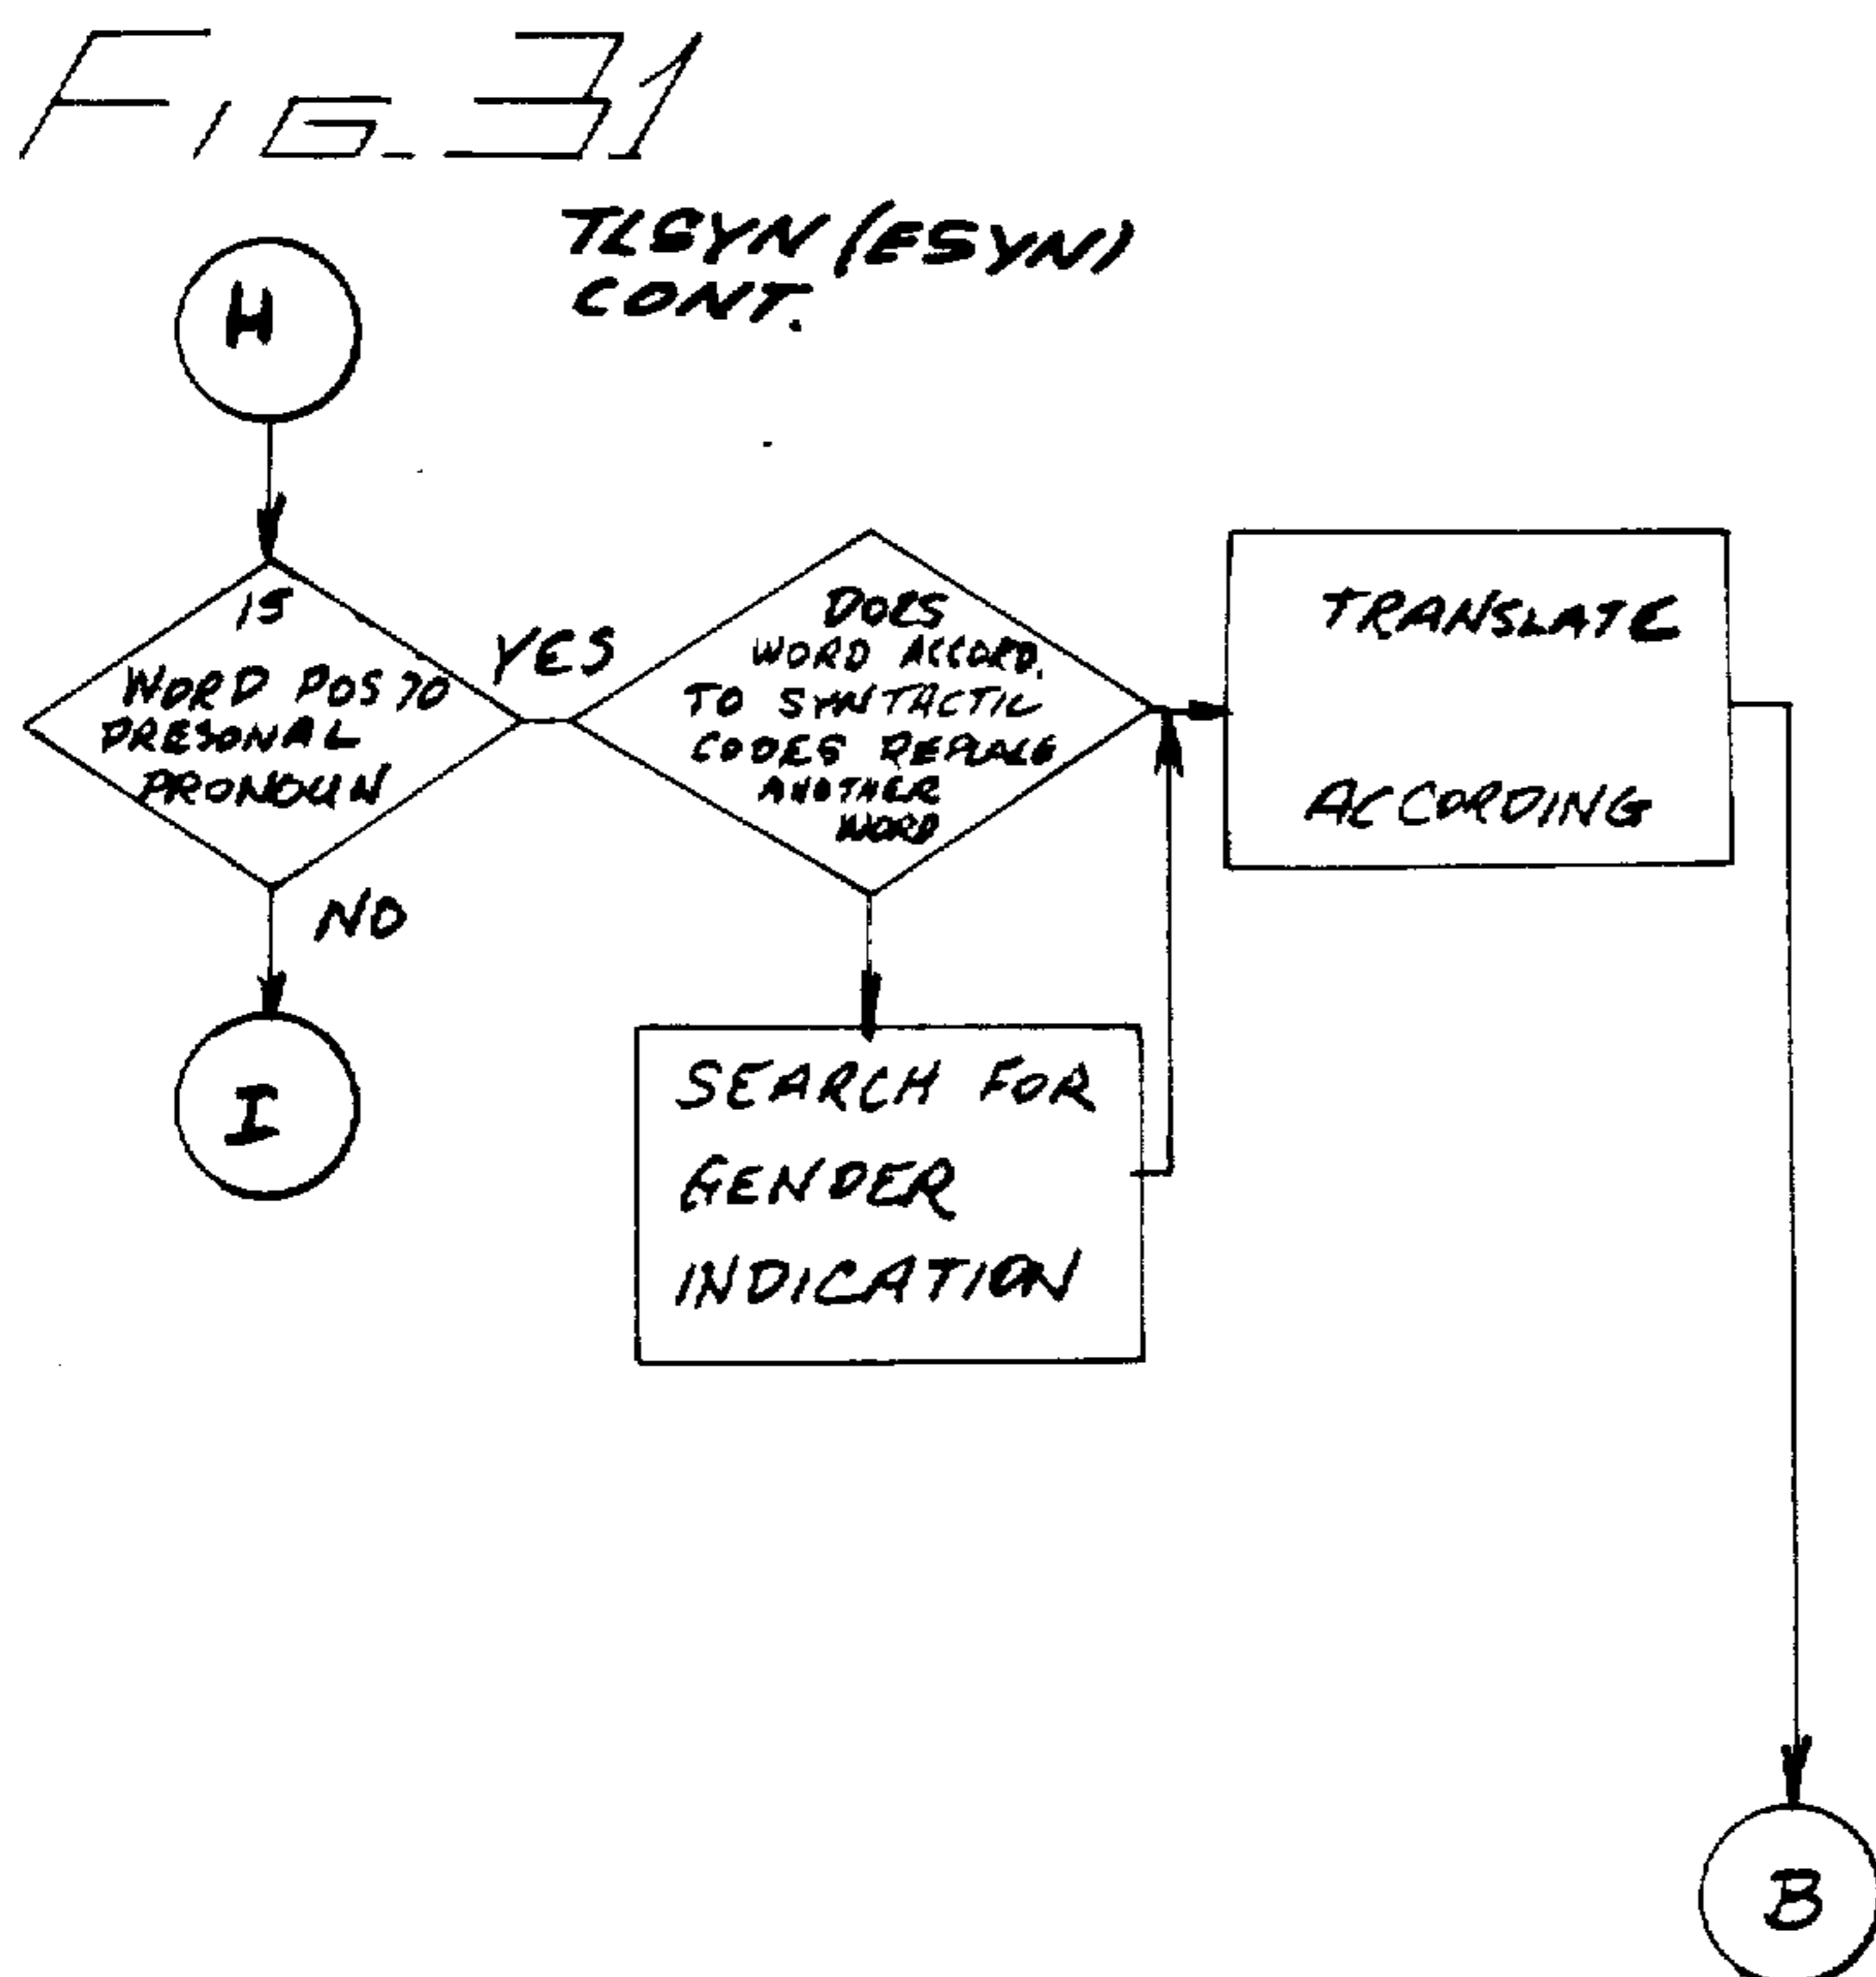 FIG. 31
TLSYN (ESYN)
CONT.
H
IS
WORD POS 70
PRESONAL
PRONOUN
YES
NO
I
DOES
WORD ACCORD.
TO SYNTACTIC
CODES REPLACE
ANOTHER
WORD
SEARCH FOR
GENDER
INDICATION
TRANSLATE
ACCORDING
B